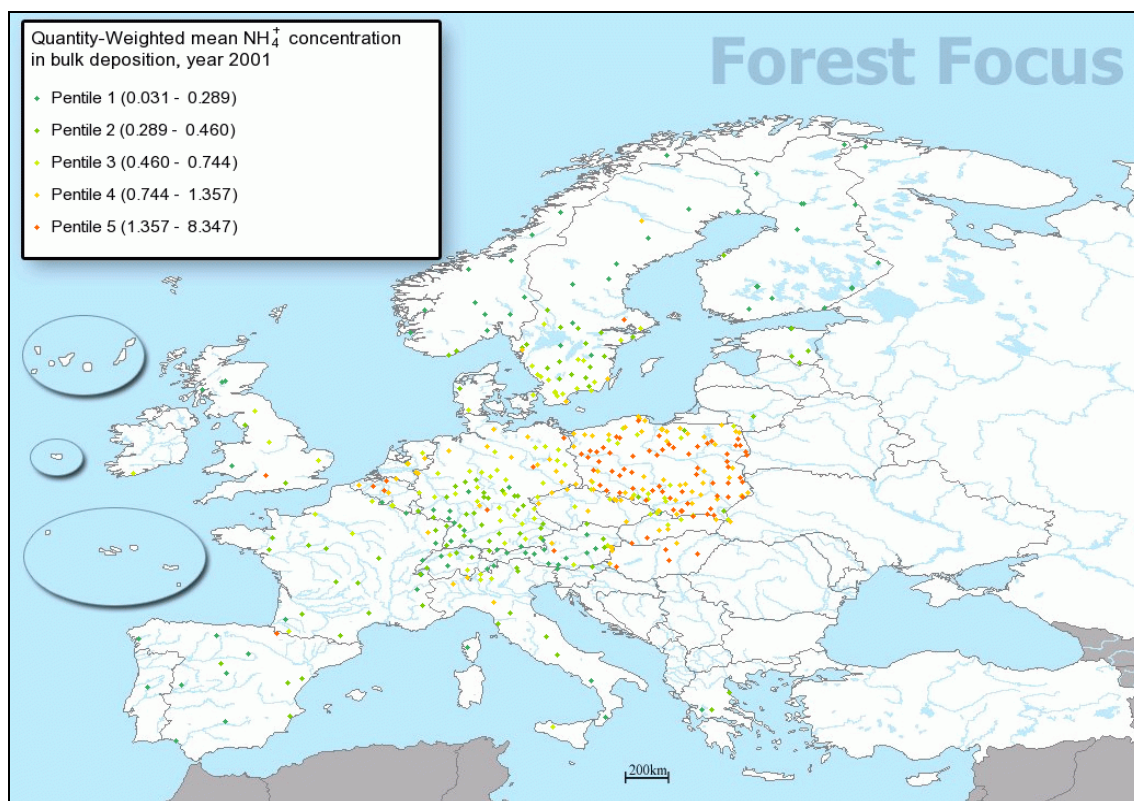 Quantity-Weighted mean NH₄⁺ concentration
in bulk deposition, year 2001
Pentile 1 (0.031 - 0.289)
Pentile 2 (0.289 - 0.460)
Pentile 3 (0.460 - 0.744)
Pentile 4 (0.744 - 1.357)
Pentile 5 (1.357 - 8.347)
Forest Focus
200km